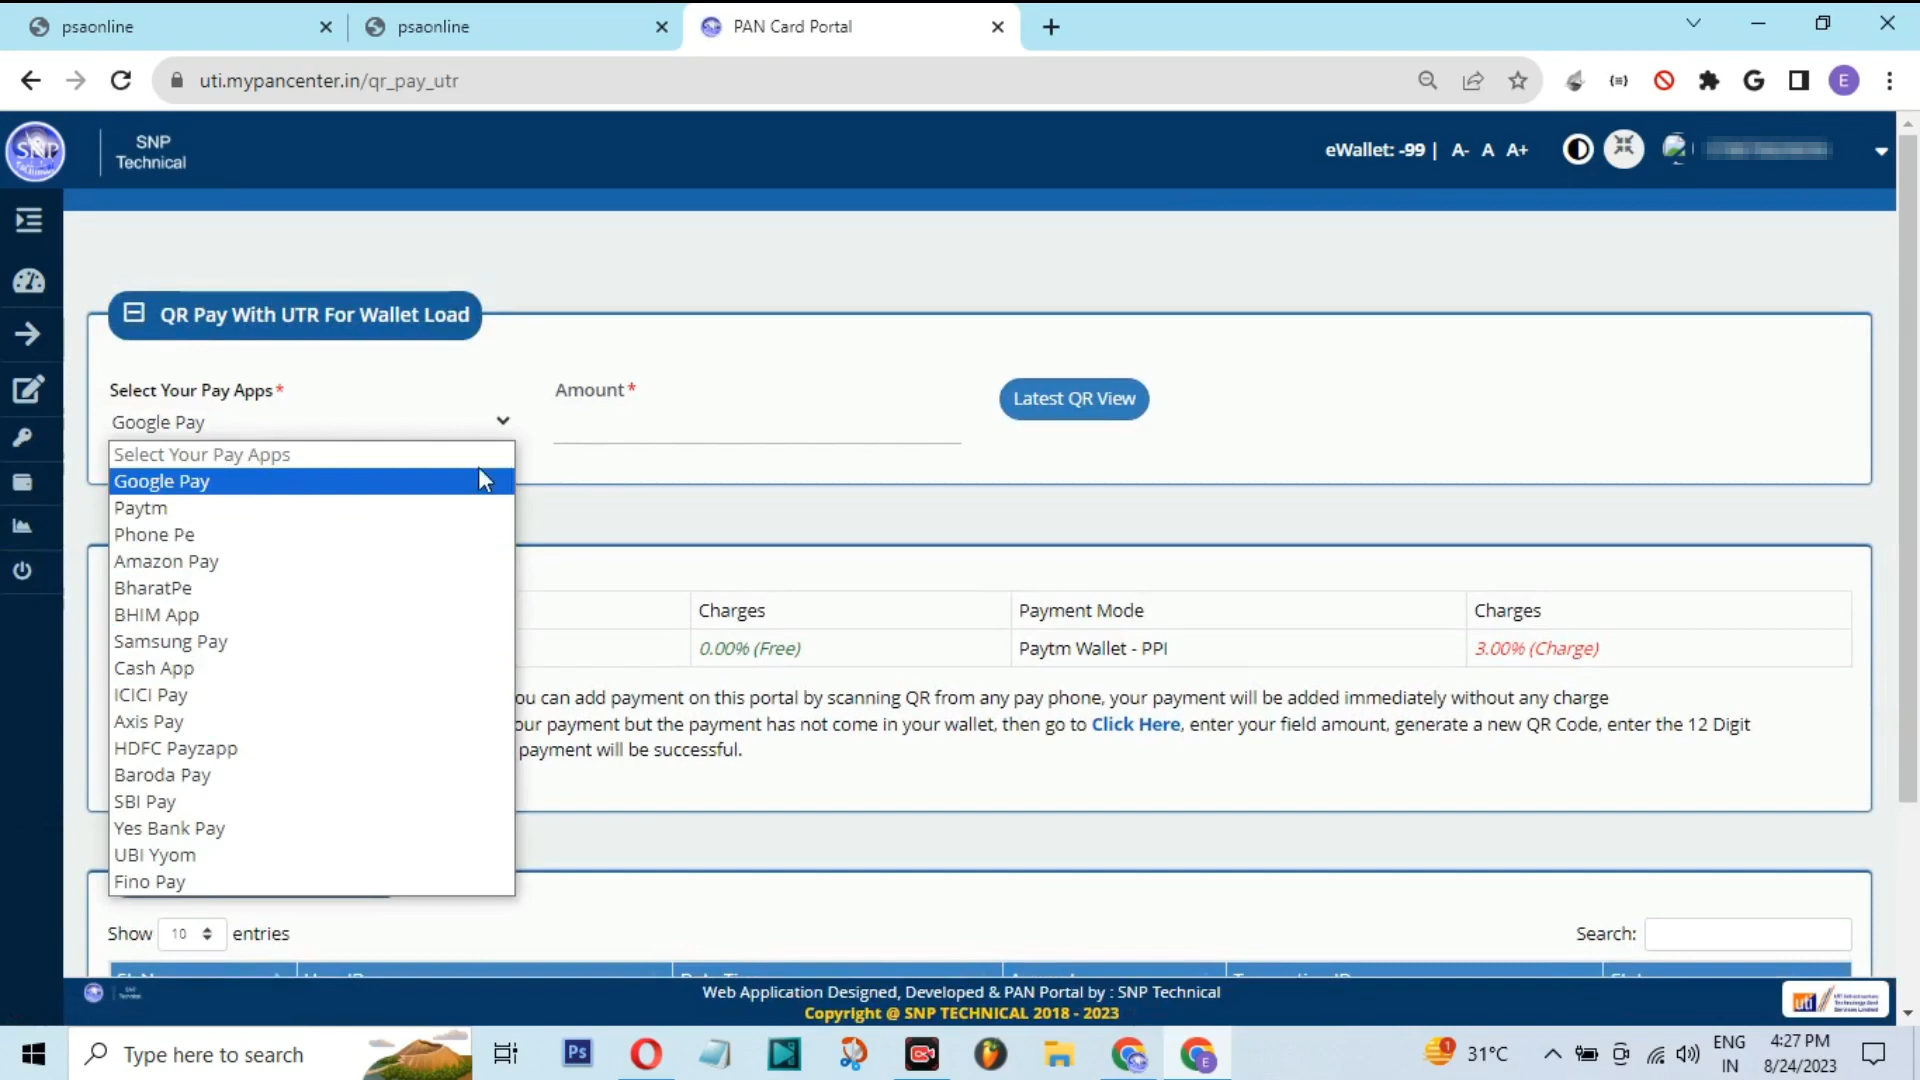 psaonline
psaonline
PAN Card Portal
uti.mypancenter.in/qr_pay_utr
E
SNP
SNP
Technical
eWallet: -99 | A- A A+
QR Pay With UTR For Wallet Load
Select Your Pay Apps*
Amount*
Latest QR View
Google Pay
Select Your Pay Apps
Google Pay
Paytm
Phone Pe
Amazon Pay
BharatPe
BHIM App
Samsung Pay
Cash App
ICICI Pay
Axis Pay
HDFC Payzapp
Baroda Pay
SBI Pay
Yes Bank Pay
UBI Yyom
Fino Pay
Charges Payment Mode Charges
0.00% (Free) Paytm Wallet - PPI 3.00% (Charge)
can add payment on this portal by scanning QR from any pay phone, your payment will be added immediately without any charge
payment but the payment has not come in your wallet, then go to Click Here, enter your field amount, generate a new QR Code, enter the 12 Digit
payment will be successful.
Show 10 entries
Search:
Web Application Designed, Developed & PAN Portal by : SNP Technical
Copyright @ SNP TECHNICAL 2018 - 2023
uti
Type here to search
Ps
E
1
31°C
ENG
IN
4:27 PM
8/24/2023